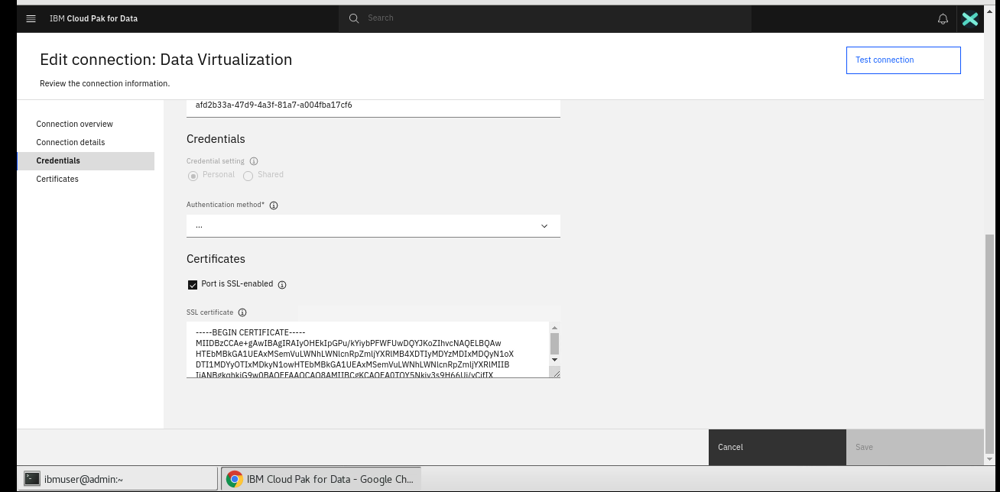 IBM Cloud Pak for Data
Search
Edit connection: Data Virtualization
Review the connection information.
Test connection
Connection overview
Connection details
Credentials
Certificates
afd2b33a-47d9-4a3f-81a7-a004fba17cf6
Credentials
Credential setting
Personal
Shared
Authentication method*
...
Certificates
Port is SSL-enabled
SSL certificate
-----BEGIN CERTIFICATE-----
MIIDBzCCAe+gAwIBAgIRAIyOHEkIpGPu/kYiybPFWFUwDQYJKoZIhvcNAQELBQAw
HTEbMBkGA1UEAxMSemVuLWNhLWNlcnRpZmljYXRlMB4XDTIyMDYzMDIxMDQyN1oX
DTI1MDYyOTIxMDkyN1owHTEbMBkGA1UEAxMSemVuLWNhLWNlcnRpZmljYXRlMIIB
Cancel
Save
ibmuser@admin:~
IBM Cloud Pak for Data - Google Ch...